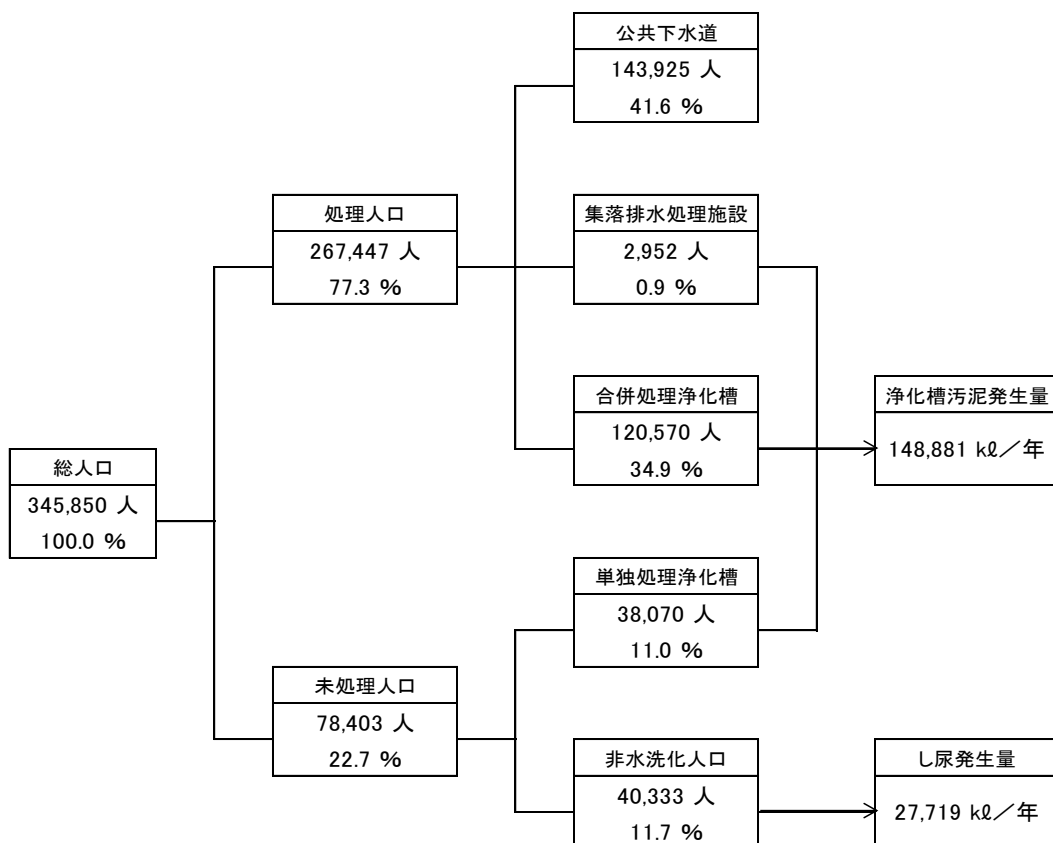 公共下水道
143,925 人
41.6 %
処理人口
267,447 人
77.3 %
集落排水処理施設
2,952 人
0.9 %
合併処理浄化槽
120,570 人
34.9 %
浄化槽汚泥発生量
148,881 kℓ/年
総人口
345,850 人
100.0 %
単独処理浄化槽
38,070 人
11.0 %
未処理人口
78,403 人
22.7 %
非水洗化人口
40,333 人
11.7 %
し尿発生量
27,719 kℓ/年